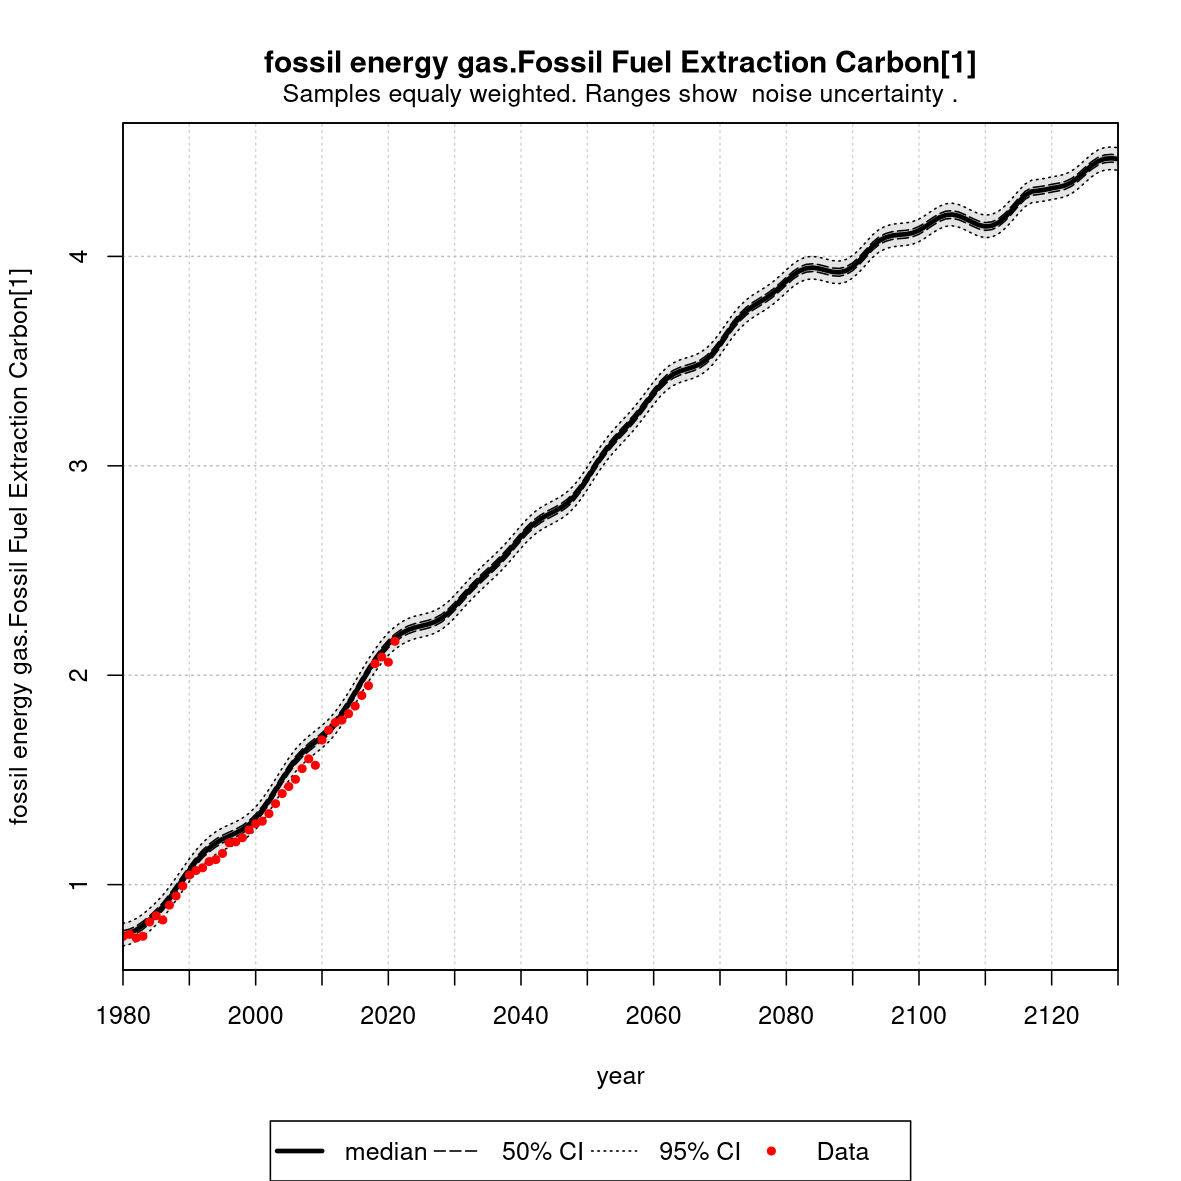 fossil energy gas.Fossil Fuel Extraction Carbon[1]
Samples equaly weighted. Ranges show  noise uncertainty .
fossil energy gas.Fossil Fuel Extraction Carbon[1]
4
3
2
1
1980 2000 2020 2040 2060 2080 2100 2120
year
median 50% CI 95% CI Data